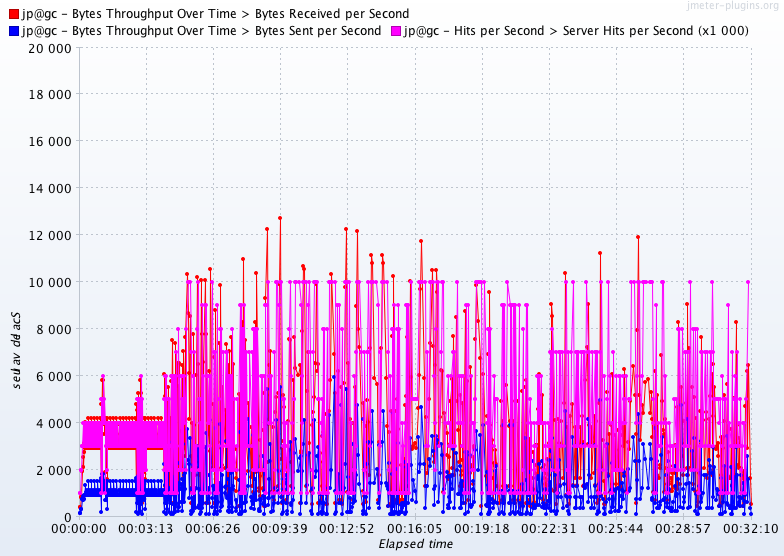 jmeter-plugins.org
jp@gc - Bytes Throughput Over Time > Bytes Received per Second
jp@gc - Bytes Throughput Over Time > Bytes Sent per Second jp@gc - Hits per Second > Server Hits per Second (x1 000)
20 000
18 000
16 000
14 000
12 000
10 000
8 000
6 000
4 000
2 000
0
00:00:00 00:03:13 00:06:26 00:09:39 00:12:52 00:16:05 00:19:18 00:22:31 00:25:44 00:28:57 00:32:10
Elapsed time